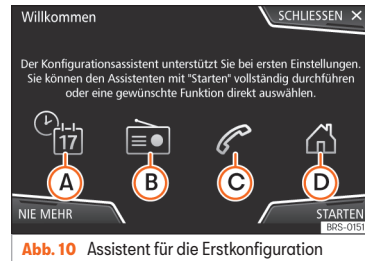 Willkommen
SCHLIESSEN ✕
Der Konfigurationsassistent unterstützt Sie bei ersten Einstellungen.
Sie können den Assistenten mit "Starten" vollständig durchführen
oder eine gewünschte Funktion direkt auswählen.
17
A B C D
NIE MEHR
STARTEN
BRS-0151
Abb. 10 Assistent für die Erstkonfiguration